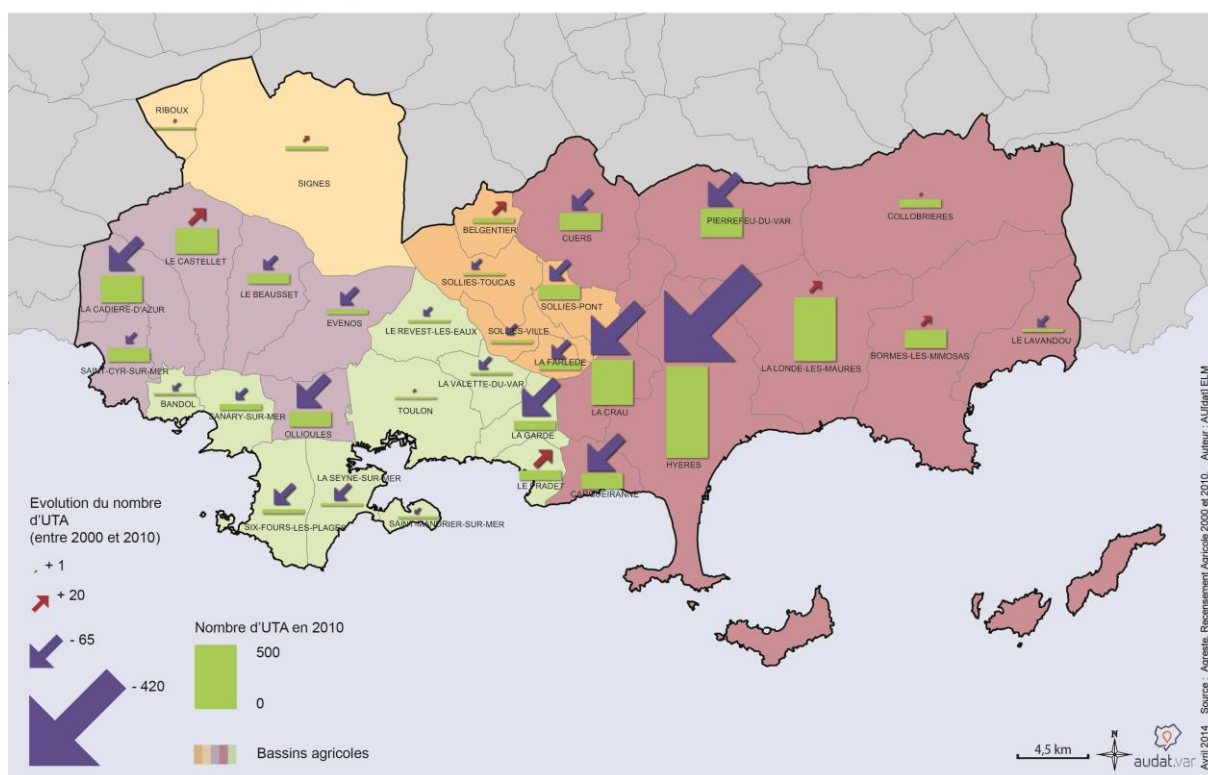 RIBOUX
SIGNES
COLLOBRIERES
BELGENTIER
CUERS
PIERREFEU-DU-VAR
LE CASTELLET
SOLLIES-TOUCAS
LE BEAUSSET
SOLLIES-PONT
LA CADIERE-D'AZUR
EVENOS
LE REVEST-LES-EAUX
SOLLIES-VILLE
LE LAVANDOU
BORMES-LES-MIMOSAS
LA FARLEDE
LA LONDE-LES-MAURES
SAINT-CYR-SUR-MER
LA VALETTE-DU-VAR
BANDOL
TOULON
LA CRAU
SANARY-SUR-MER
OLLIOULES
LA GARDE
HYERES
LA SEYNE-SUR-MER
LE PRADET
CARQUEIRANNE
SIX-FOURS-LES-PLAGES
SAINT-MANDRIER-SUR-MER
Evolution du nombre
d'UTA
(entre 2000 et 2010)
+ 1
+ 20
- 65
- 420
Nombre d'UTA en 2010
500
0
Bassins agricoles
4,5 km
N
audat.var
Avril 2014 Source : Agreste, Recensement Agricole 2000 et 2010. Auteur : AU[dat] ELM